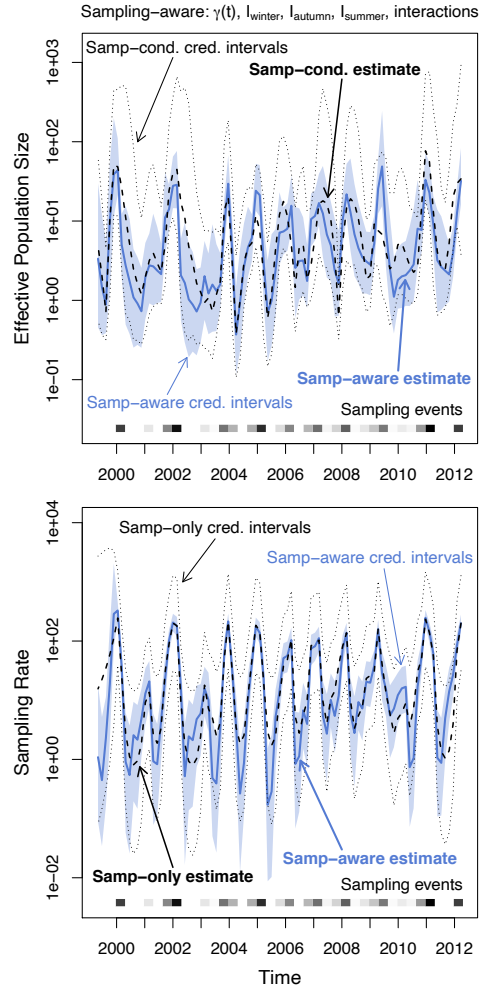 Sampling−aware: γ(t), Iwinter, Iautumn, Isummer, interactions
Effective Population Size
1e+03
1e+02
1e+01
1e+00
1e−01
Samp−cond. cred. intervals
Samp−cond. estimate
Samp−aware estimate
Samp−aware cred. intervals
Sampling events
2000 2002 2004 2006 2008 2010 2012
Sampling Rate
1e+04
1e+02
1e+00
1e−02
Samp−only cred. intervals
Samp−aware cred. intervals
Samp−aware estimate
Samp−only estimate
Sampling events
2000 2002 2004 2006 2008 2010 2012
Time